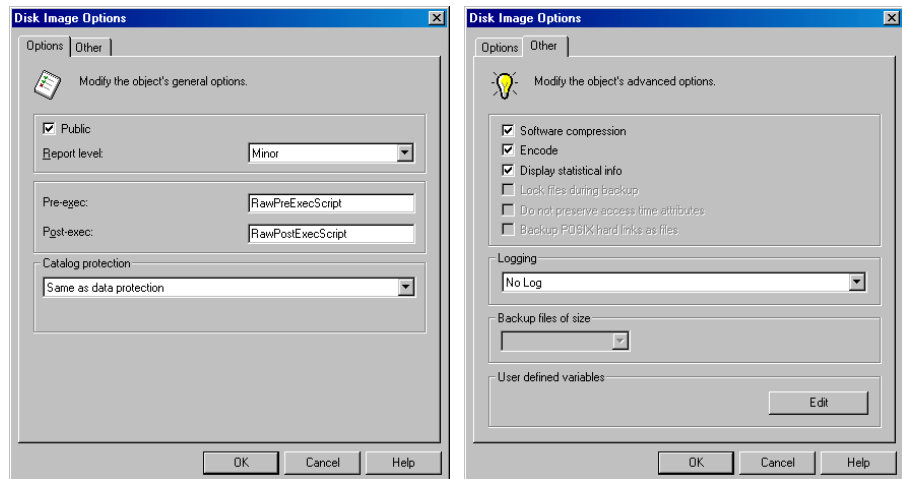 Disk Image Options
Options Other
Modify the object's general options.
Public
Report level: Minor
Pre-exec: RawPreExecScript
Post-exec: RawPostExecScript
Catalog protection
Same as data protection
OK Cancel Help
Disk Image Options
Options Other
Modify the object's advanced options.
Software compression
Encode
Display statistical info
Lock files during backup
Do not preserve access time attributes
Backup POSIX hard links as files
Logging
No Log
Backup files of size
User defined variables
Edit
OK Cancel Help